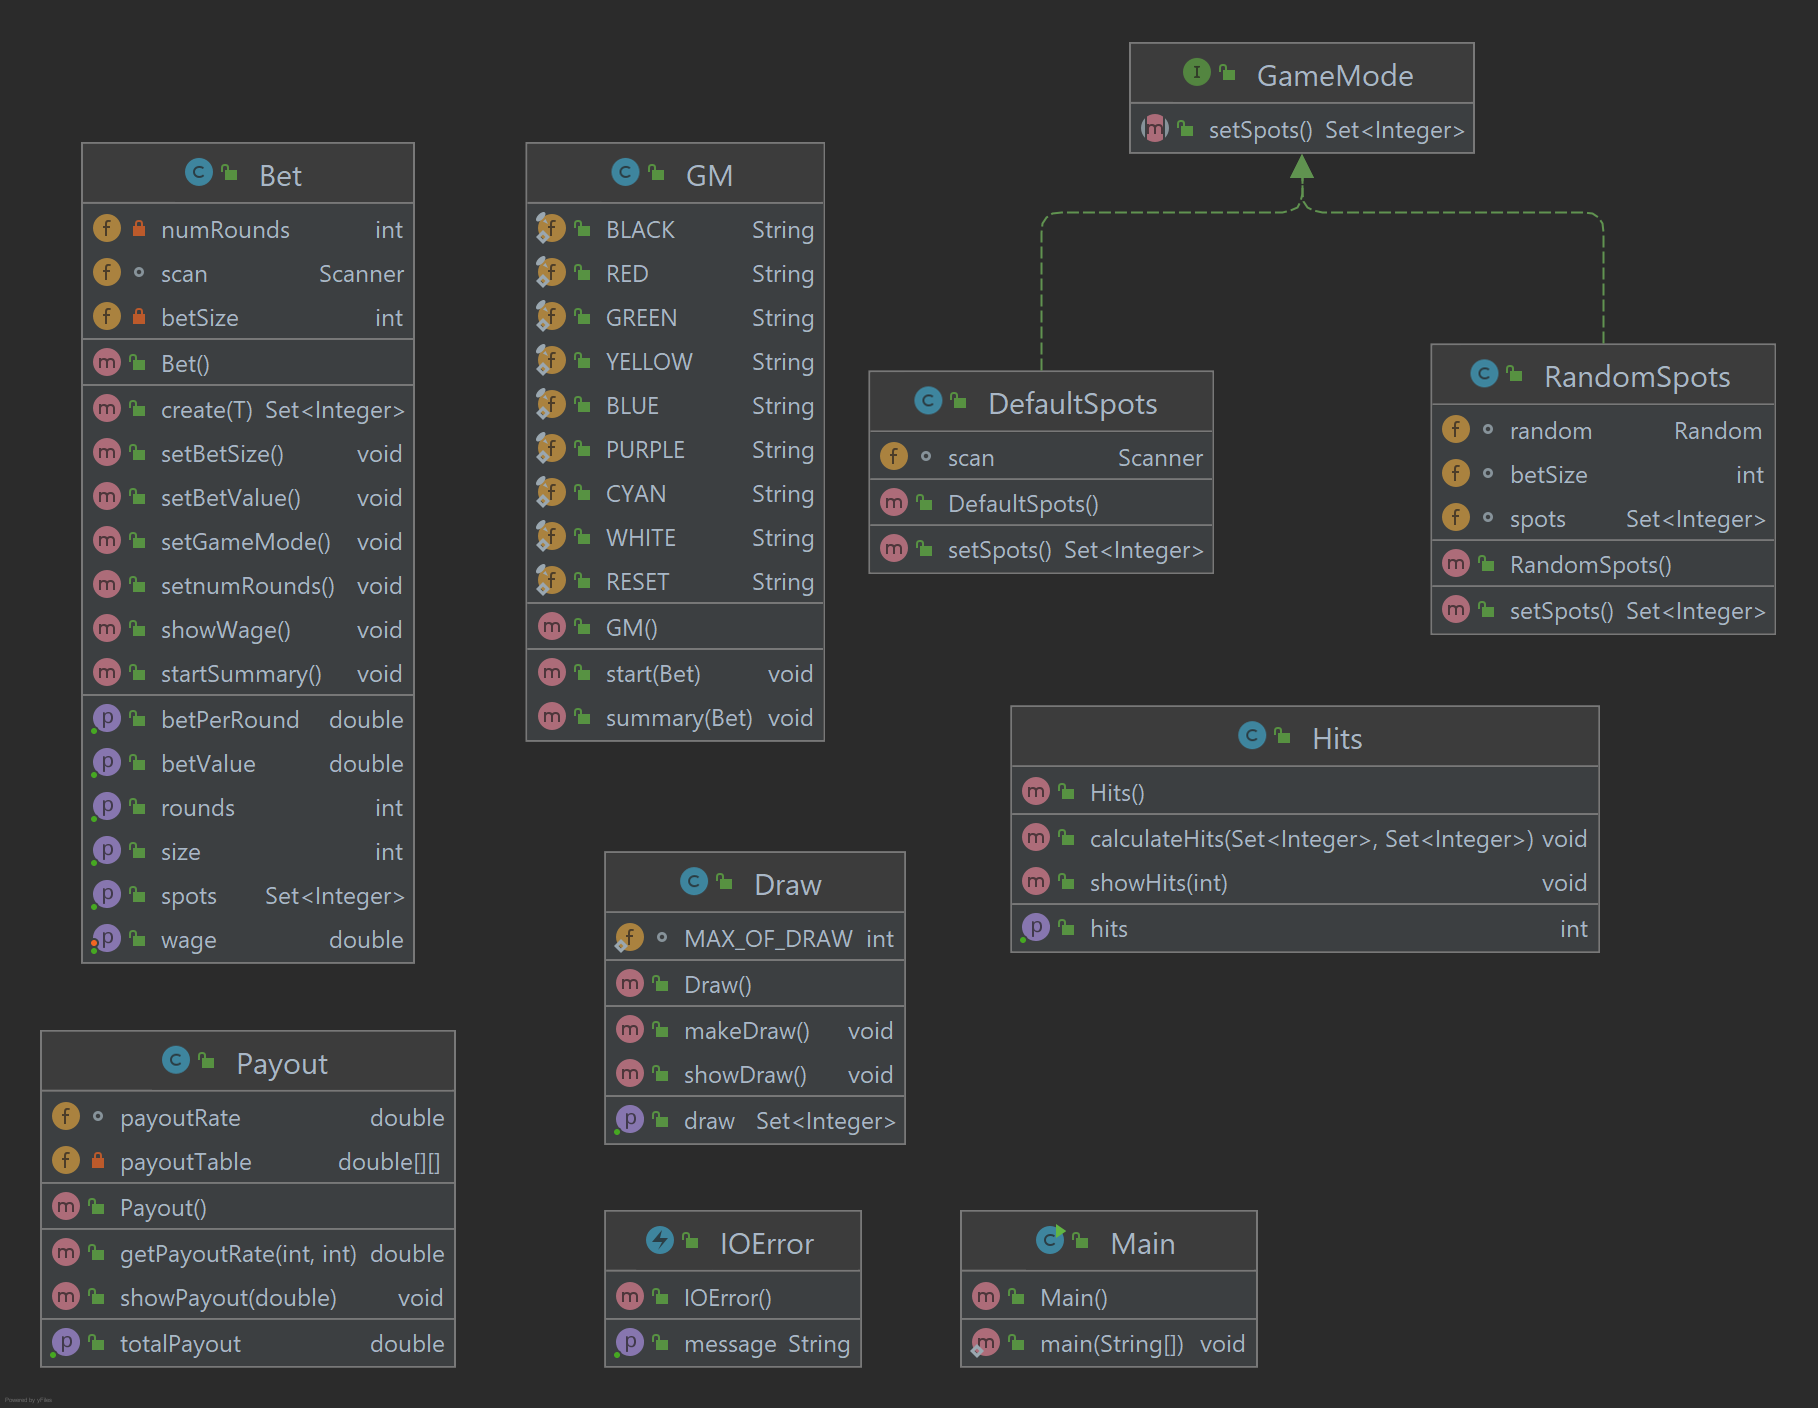 GameMode
setSpots() Set<Integer>
Bet
numRounds int
scan Scanner
betSize int
Bet()
create(T) Set<Integer>
setBetSize() void
setBetValue() void
setGameMode() void
setnumRounds() void
showWage() void
startSummary() void
betPerRound double
betValue double
rounds int
size int
spots Set<Integer>
wage double
GM
BLACK String
RED String
GREEN String
YELLOW String
BLUE String
PURPLE String
CYAN String
WHITE String
RESET String
GM()
start(Bet) void
summary(Bet) void
DefaultSpots
scan Scanner
DefaultSpots()
setSpots() Set<Integer>
RandomSpots
random Random
betSize int
spots Set<Integer>
RandomSpots()
setSpots() Set<Integer>
Hits
Hits()
calculateHits(Set<Integer>, Set<Integer>) void
showHits(int) void
hits int
Draw
MAX_OF_DRAW int
Draw()
makeDraw() void
showDraw() void
draw Set<Integer>
Payout
payoutRate double
payoutTable double[][]
Payout()
getPayoutRate(int, int) double
showPayout(double) void
totalPayout double
IOError
IOError()
message String
Main
Main()
main(String[]) void
Powered by yFiles